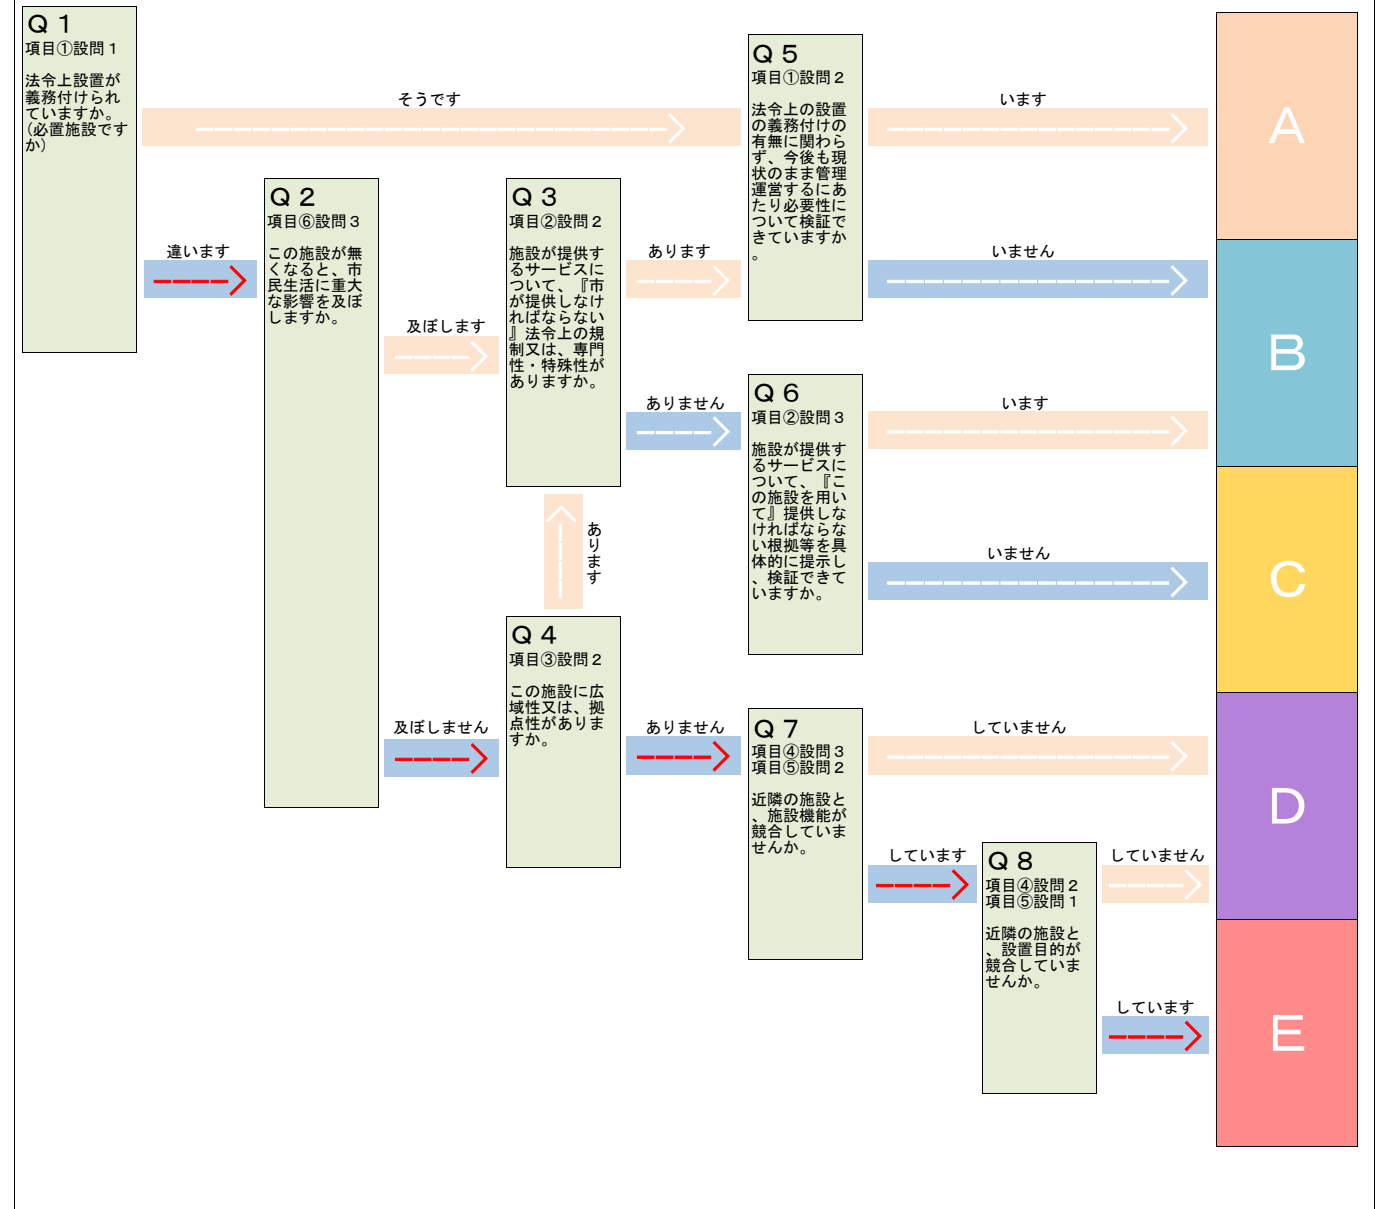 Ｑ１
項目①設問１
法令上設置が
義務付けられ
ていますか。
（必置施設です
か）
そうです
違います
Ｑ２
項目⑥設問３
この施設が無
くなると、市
民生活に重大
な影響を及ぼ
しますか。
及ぼします
及ぼしません
Ｑ３
項目②設問２
施設が提供す
るサービスに
ついて、『市
が提供しなけ
ればならない
』法令上の規
制又は、専門
性・特殊性が
ありますか。
あります
ありません
あります
Ｑ４
項目③設問２
この施設に広
域性又は、拠
点性がありま
すか。
ありません
Ｑ５
項目①設問２
法令上の設置
の義務付けの
有無に関わら
ず、今後も現
状のまま管理
運営するにあ
たり必要性に
ついて検証で
きていますか
。
います
いません
Ｑ６
項目②設問３
施設が提供す
るサービスに
ついて、『こ
の施設を用い
て』提供しな
ければならな
い根拠等を具
体的に提示し
、検証できて
いますか。
います
いません
Ｑ７
項目④設問３
項目⑤設問２
近隣の施設と
、施設機能が
競合していま
せんか。
していません
しています
Ｑ８
項目④設問２
項目⑤設問１
近隣の施設と
、設置目的が
競合していま
せんか。
していません
しています
Ａ
Ｂ
Ｃ
Ｄ
Ｅ